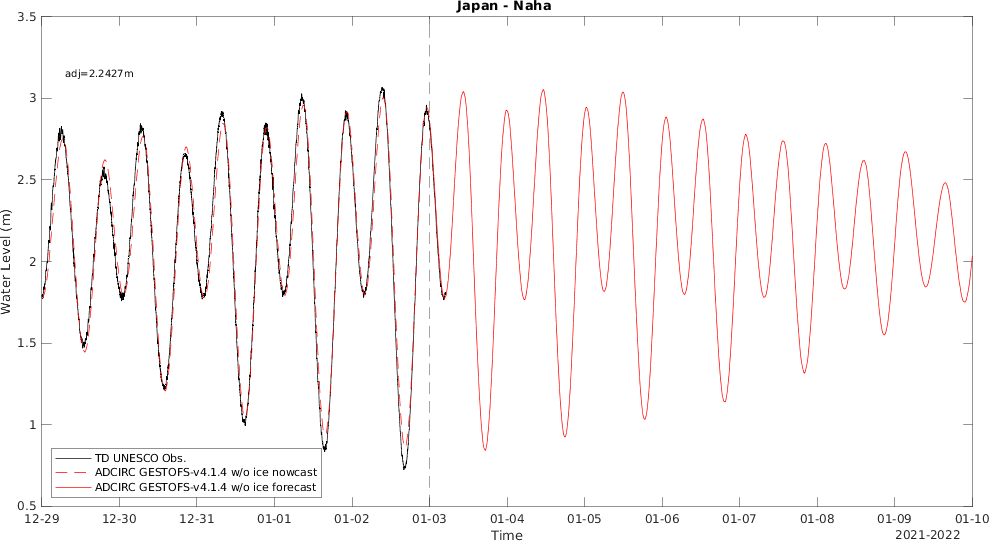 Japan - Naha
3.5
adj=2.2427m
3
2.5
2
1.5
1
0.5
Water Level (m)
TD UNESCO Obs.
ADCIRC GESTOFS-v4.1.4 w/o ice nowcast
ADCIRC GESTOFS-v4.1.4 w/o ice forecast
12-29 12-30 12-31 01-01 01-02 01-03 01-04 01-05 01-06 01-07 01-08 01-09 01-10
Time
2021-2022